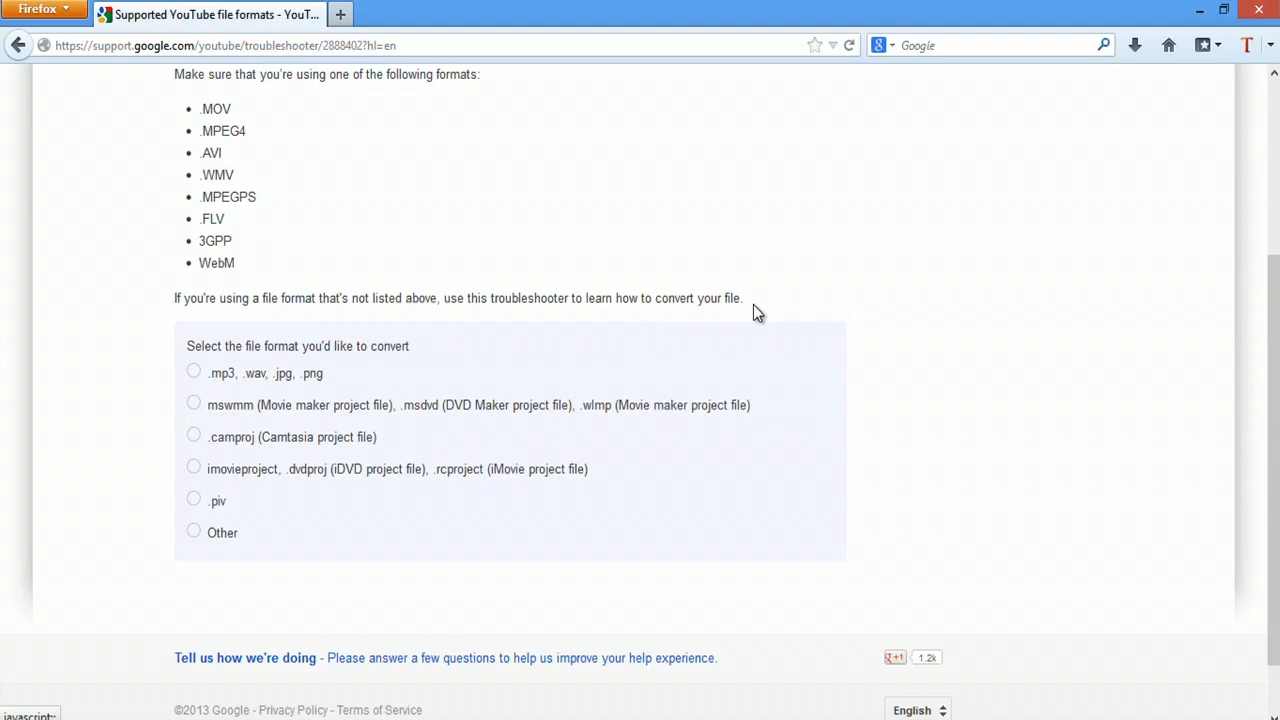 Firefox
Supported YouTube file formats - YouT...
https://support.google.com/youtube/troubleshooter/2888402?hl=en
Google
Make sure that you're using one of the following formats:
.MOV
.MPEG4
.AVI
.WMV
.MPEGPS
.FLV
3GPP
WebM
If you're using a file format that's not listed above, use this troubleshooter to learn how to convert your file.
Select the file format you'd like to convert
.mp3, .wav, .jpg, .png
mswmm (Movie maker project file), .msdvd (DVD Maker project file), .wlmp (Movie maker project file)
.camproj (Camtasia project file)
imovieproject, .dvdproj (iDVD project file), .rcproject (iMovie project file)
.piv
Other
Tell us how we're doing - Please answer a few questions to help us improve your help experience.
+1 1.2k
©2013 Google - Privacy Policy - Terms of Service
English
javascript:;